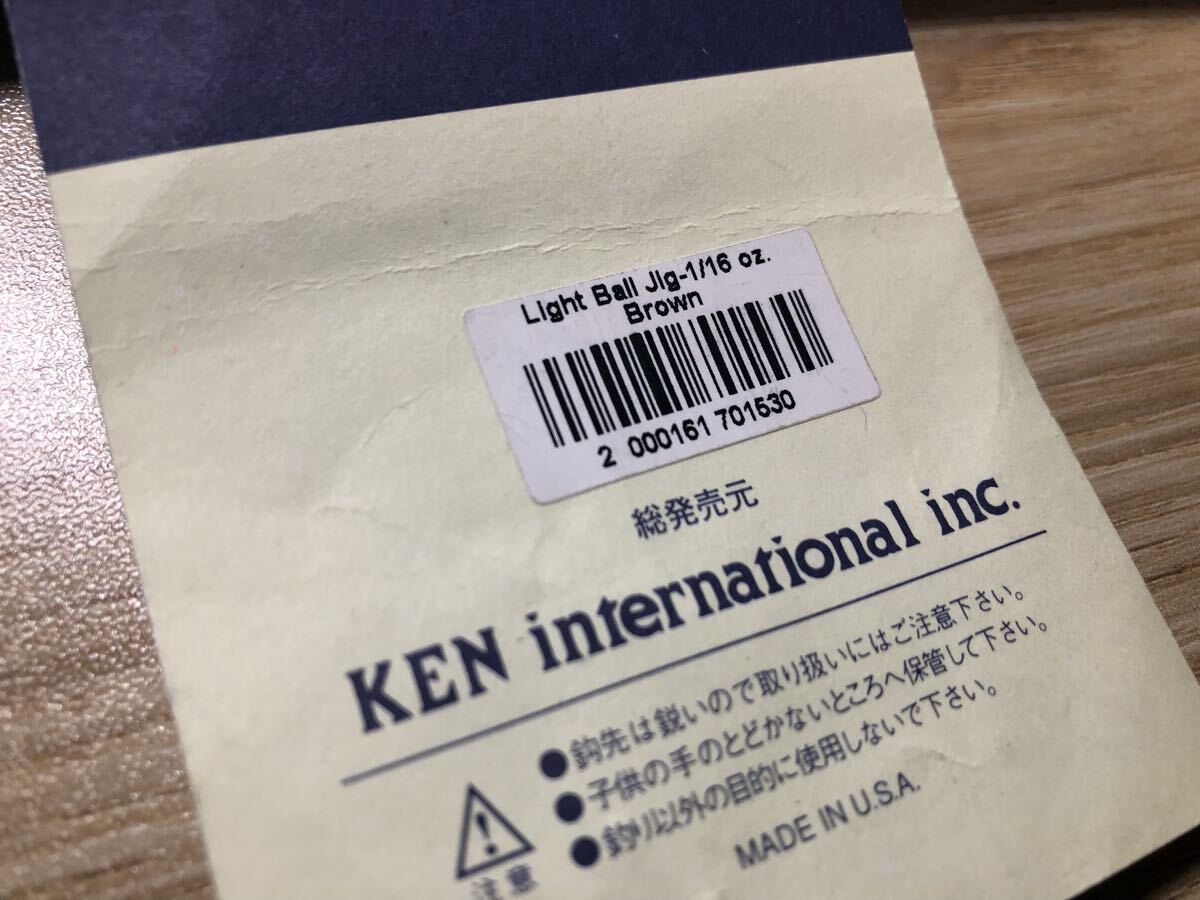 Light Ball Jig-1/16 oz.
Brown
2 000161 701530
総発売元
KEN international inc.
●鈎先は鋭いので取り扱いにはご注意下さい。
●子供の手のとどかないところへ保管して下さい。
●釣り以外の目的に使用しないで下さい。
注意
MADE IN U.S.A.